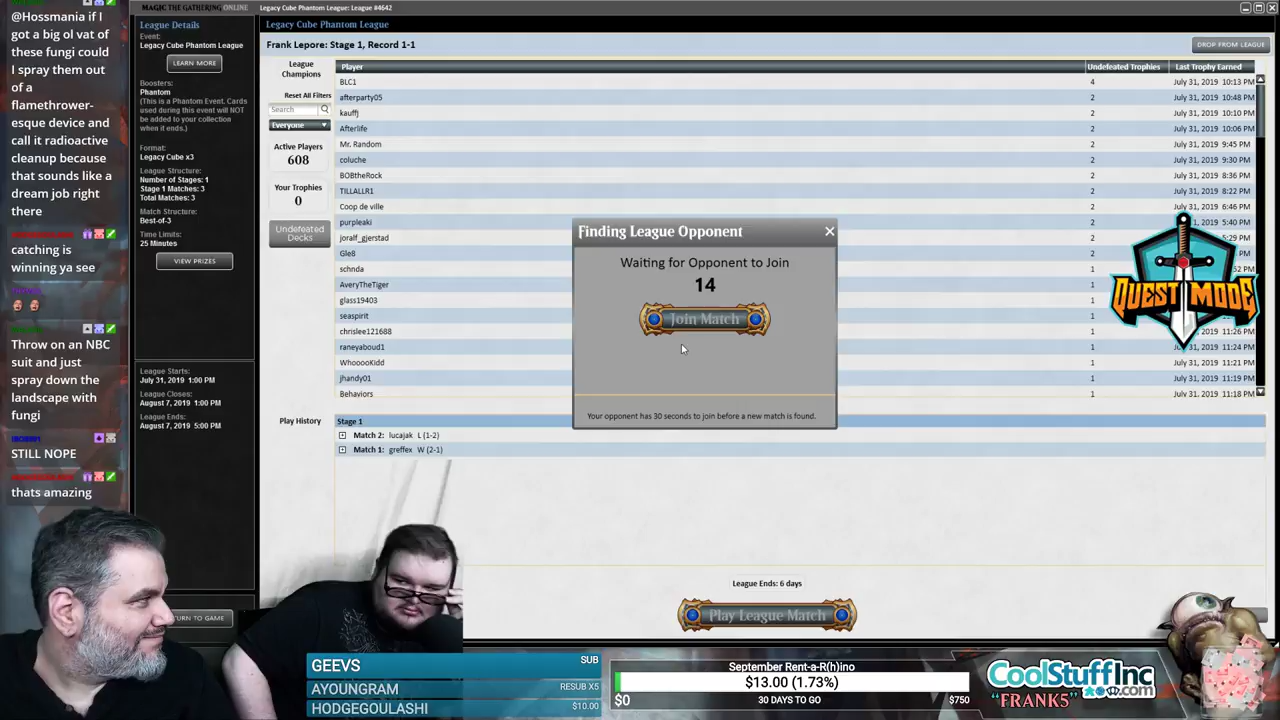 @Hossmania if I
got a big ol vat of
these fungi could
I spray them out
of a
flamethrower-
esque device and
call it radioactive
cleanup because
that sounds like a
dream job right
there
catching is
winning ya see
Throw on an NBC
suit and just
spray down the
landscape with
fungi
STILL NOPE
thats amazing
MAGIC THE GATHERING ONLINE
Legacy Cube Phantom League: League #4642
League Details
Event:
Legacy Cube Phantom League
LEARN MORE
Boosters:
Phantom
(This is a Phantom Event. Cards
used during this event will NOT
be added to your collection
when it ends.)
Format:
Legacy Cube x3
League Structure:
Number of Stages: 1
Stage 1 Matches: 3
Total Matches: 3
Match Structure:
Best-of-3
Time Limits:
25 Minutes
VIEW PRIZES
League Starts:
July 31, 2019 1:00 PM
League Closes:
August 7, 2019 1:00 PM
League Ends:
August 7, 2019 5:00 PM
Legacy Cube Phantom League
Frank Lepore: Stage 1, Record 1-1
DROP FROM LEAGUE
League
Champions
Reset All Filters
Search
Everyone
Active Players
608
Your Trophies
0
Undefeated
Decks
Player Undefeated Trophies Last Trophy Earned
BLC1 4 July 31, 2019 10:13 PM
afterparty05 2 July 31, 2019 10:48 PM
kauffj 2 July 31, 2019 10:10 PM
Afterlife 2 July 31, 2019 10:06 PM
Mr. Random 2 July 31, 2019 9:45 PM
coluche 2 July 31, 2019 9:30 PM
BOBtheRock 2 July 31, 2019 8:36 PM
TILLALLR1 2 July 31, 2019 8:22 PM
Coop de ville 2 July 31, 2019 6:46 PM
purpleaki 2 July 31, 2019 5:40 PM
joralf_gjerstad 2 5:29 PM
Gle8 2 PM
schnda 1 52 PM
AveryTheTiger 1
glass19403 1
seaspirit 1
chrislee121688 1 11:26 PM
raneyaboud1 1 July 31, 2019 11:24 PM
WhooooKidd 1 July 31, 2019 11:21 PM
jhandy01 1 July 31, 2019 11:19 PM
Behaviors 1 July 31, 2019 11:18 PM
Finding League Opponent
Waiting for Opponent to Join
14
Join Match
Your opponent has 30 seconds to join before a new match is found.
QUEST MODE
Play History
Stage 1
Match 2: lucajak L (1-2)
Match 1: greffex W (2-1)
League Ends: 6 days
Play League Match
TURN TO GAME
GEEVS SUB
AYOUNGRAM RESUB X5
HODGEGOULASHI $10.00
September Rent-a-R(h)ino
$13.00 (1.73%)
$0 30 DAYS TO GO $750
CoolStuffInc
.com
"FRANK5"